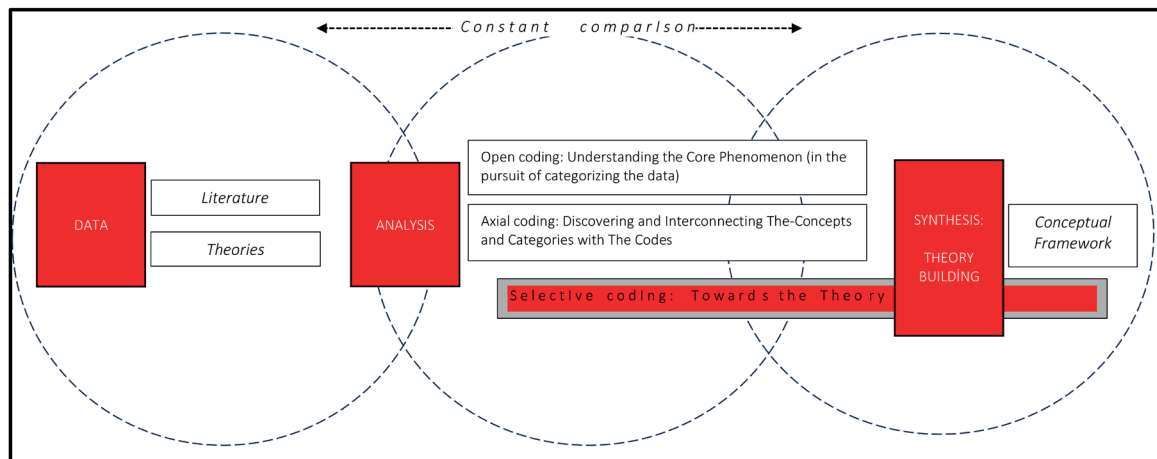 Constant comparIson
Open coding: Understanding the Core Phenomenon (in the
pursuit of categorizing the data)
Literature
DATA
Theories
ANALYSIS
Axial coding: Discovering and Interconnecting The-Concepts
and Categories with The Codes
SelectIve codIng: Towards the Theory
SYNTHESIS:
THEORY
BUILDİNG
Conceptual
Framework